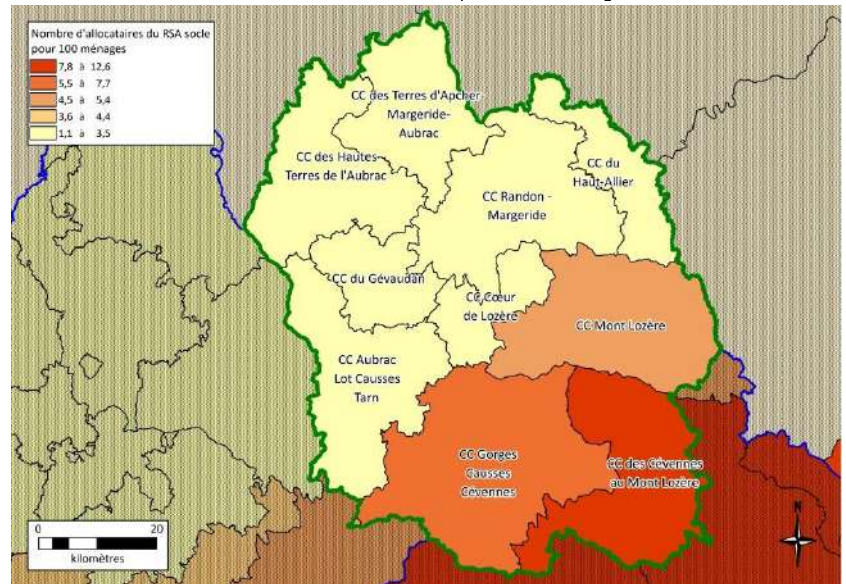 Nombre d'allocataires du RSA socle
pour 100 ménages
7,8 à 12,6
5,5 à 7,7
4,5 à 5,4
3,6 à 4,4
1,1 à 3,5
CC des Terres d'Apcher-
Margeride-
Aubrac
CC des Hautes
Terres de l'Aubrac
CC du
Haut-Allier
CC Randon -
Margeride
CC du Gévaudan
CC Cœur
de Lozère
CC Mont Lozère
CC Aubrac
Lot Causses
Tarn
CC Gorges
Causses
Cévennes
CC des Cévennes
au Mont Lozère
0 20
kilomètres
N